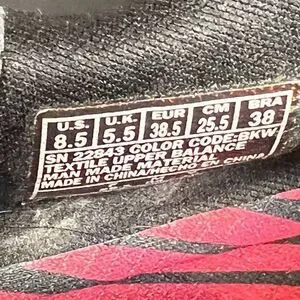 U.S. U.K. EUR CM BRA
8.5 5.5 38.5 25.5 38
SN 22843 COLOR CODE:BKW
TEXTILE UPPER BALANCE
MAN MADE MATERIAL
MADE IN CHINA/HECHO EN CHINA